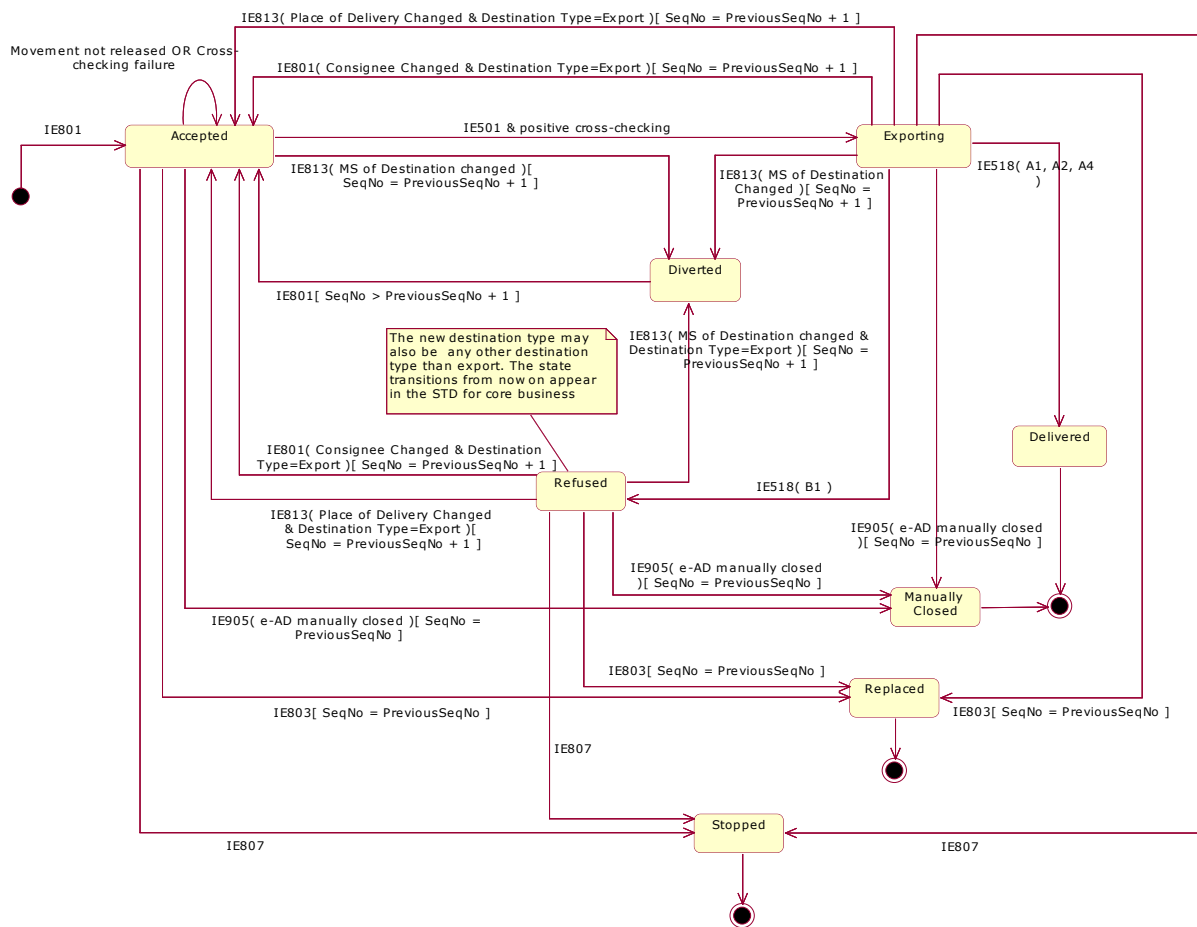 IE813( Place of Delivery Changed & Destination Type=Export )[ SeqNo = PreviousSeqNo + 1 ]
Movement not released OR Cross-
checking failure
IE801( Consignee Changed & Destination Type=Export )[ SeqNo = PreviousSeqNo + 1 ]
IE801
Accepted
IE501 & positive cross-checking
Exporting
IE813( MS of Destination changed )[
SeqNo = PreviousSeqNo + 1 ]
IE813( MS of Destination
Changed )[ SeqNo =
PreviousSeqNo + 1 ]
IE518( A1, A2, A4
)
Diverted
IE801[ SeqNo > PreviousSeqNo + 1 ]
The new destination type may
also be any other destination
type than export. The state
transitions from now on appear
in the STD for core business
IE813( MS of Destination changed &
Destination Type=Export )[ SeqNo =
PreviousSeqNo + 1 ]
Delivered
IE801( Consignee Changed & Destination
Type=Export )[ SeqNo = PreviousSeqNo + 1 ]
Refused
IE518( B1 )
IE813( Place of Delivery Changed
& Destination Type=Export )[
SeqNo = PreviousSeqNo + 1 ]
IE905( e-AD manually closed
)[ SeqNo = PreviousSeqNo ]
IE905( e-AD manually closed
)[ SeqNo = PreviousSeqNo ]
Manually
Closed
IE905( e-AD manually closed )[ SeqNo =
PreviousSeqNo ]
IE803[ SeqNo = PreviousSeqNo ]
Replaced
IE803[ SeqNo = PreviousSeqNo ]
IE803[ SeqNo = PreviousSeqNo ]
IE807
Stopped
IE807
IE807